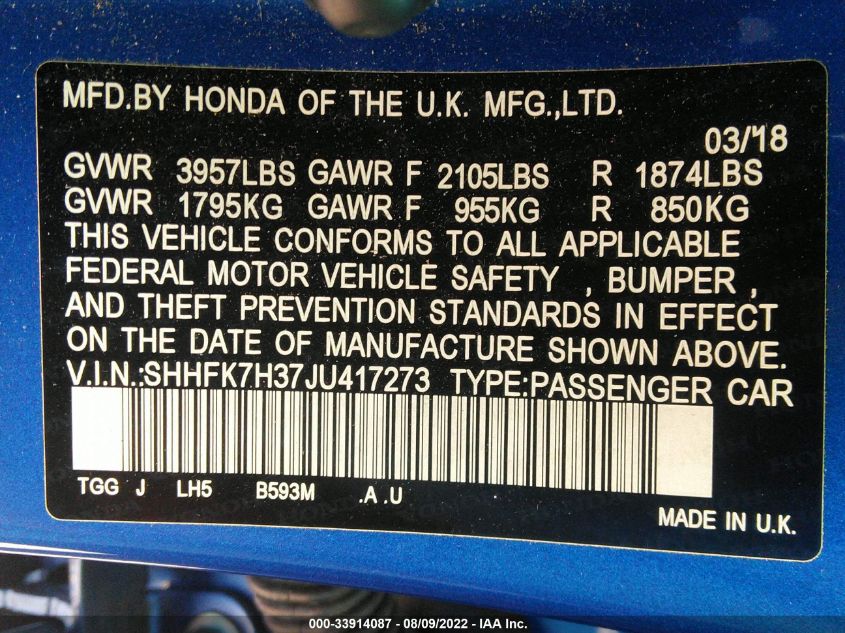 MFD.BY HONDA OF THE U.K. MFG.,LTD.
03/'18
GVWR 3957LBS GAWR F 2105LBS R 1874LBS
GVWR 1795KG GAWR F 955KG R 850KG
THIS VEHICLE CONFORMS TO ALL APPLICABLE
FEDERAL MOTOR VEHICLE SAFETY , BUMPER ,
AND THEFT PREVENTION STANDARDS IN EFFECT
ON THE DATE OF MANUFACTURE SHOWN ABOVE.
V.I.N.:SHHFK7H37JU417273 TYPE:PASSENGER CAR
TGG J LH5 B593M .A .U
MADE IN U.K.
000-33914087 - 08/09/2022 - IAA Inc.